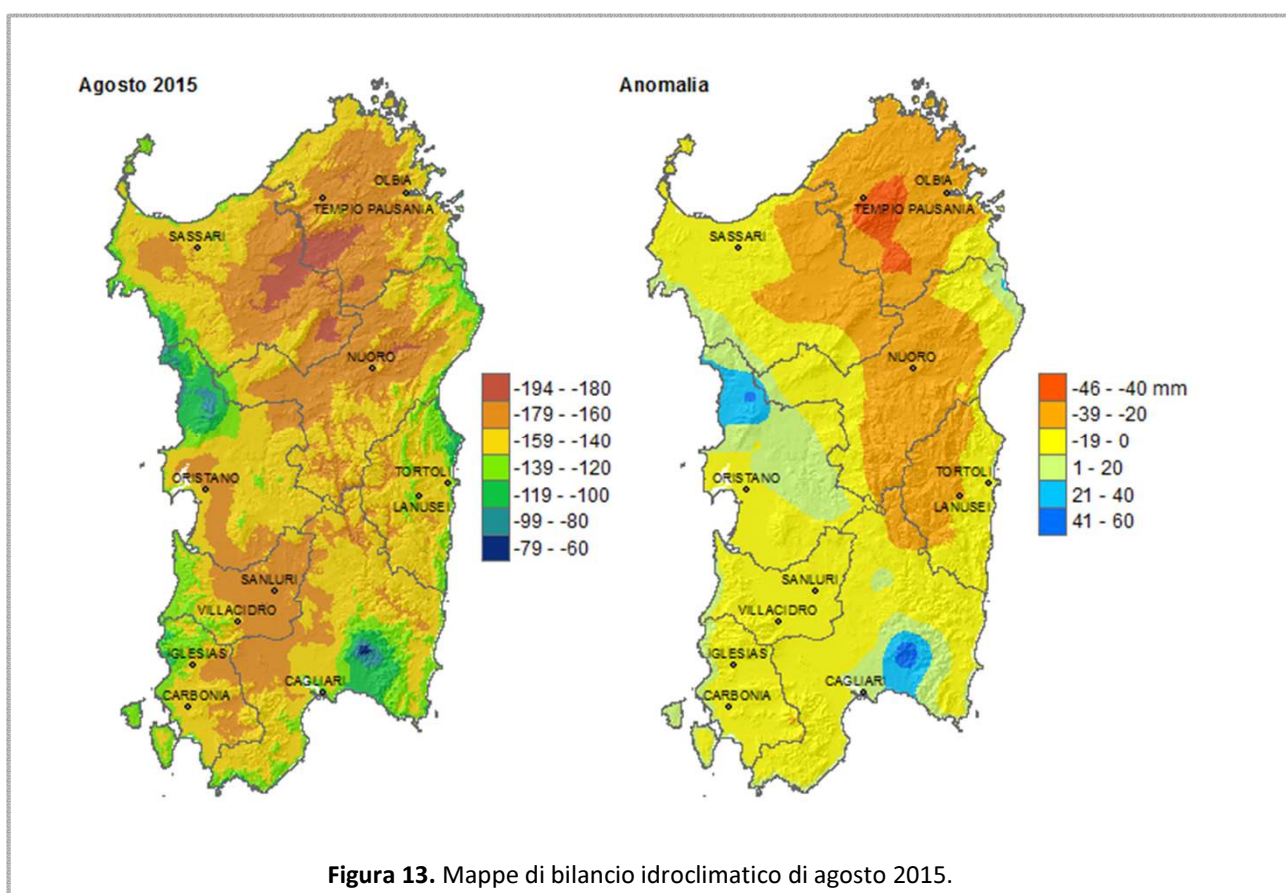 Agosto 2015
OLBIA
TEMPIO PAUSANIA
SASSARI
NUORO
ORISTANO
TORTOLI
LANUSEI
SANLURI
VILLACIDRO
IGLESIAS
CAGLIARI
CARBONIA
-194 - -180
-179 - -160
-159 - -140
-139 - -120
-119 - -100
-99 - -80
-79 - -60
Anomalia
OLBIA
TEMPIO PAUSANIA
SASSARI
NUORO
ORISTANO
TORTOLI
LANUSEI
SANLURI
VILLACIDRO
IGLESIAS
CAGLIARI
CARBONIA
-46 - -40 mm
-39 - -20
-19 - 0
1 - 20
21 - 40
41 - 60
Figura 13. Mappe di bilancio idroclimatico di agosto 2015.